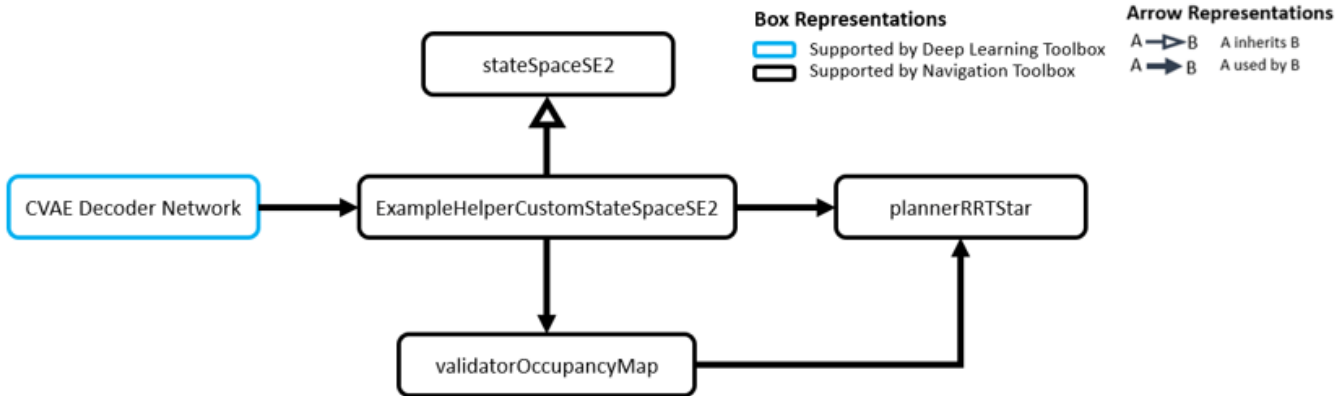 Box Representations
Supported by Deep Learning Toolbox
Supported by Navigation Toolbox
Arrow Representations
A B A inherits B
A B A used by B
stateSpaceSE2
CVAE Decoder Network
ExampleHelperCustomStateSpaceSE2
plannerRRTStar
validatorOccupancyMap